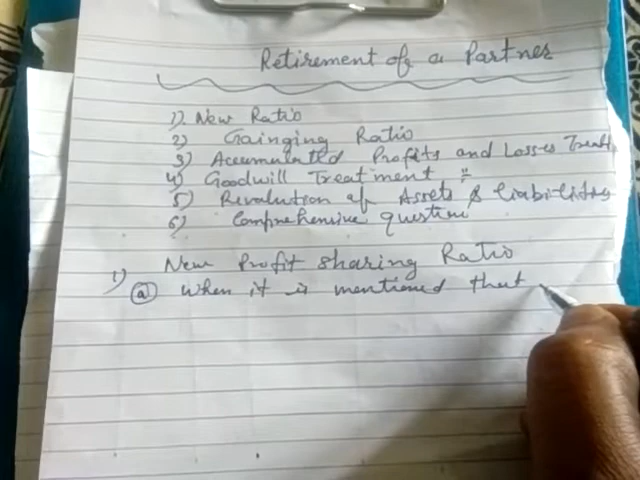 Retirement of a Partner
1). New Ratio
2) Gainging Ratio
3) Accumulated Profits and Losses Treatt
4) Goodwill Treatment
5) Revalution of Assets & liabilities
6) Comprehensive question
1) New Profit sharing Ratio
(a) when it is mentioned that